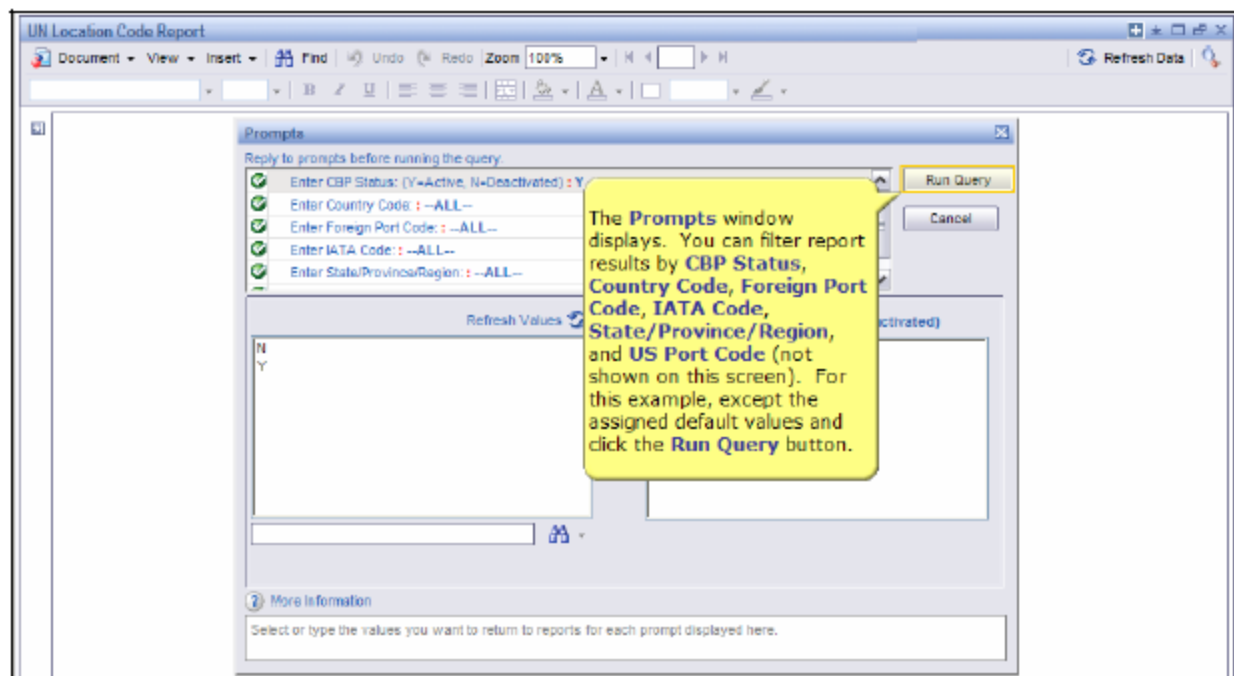 UN Location Code Report
Document View Insert Find Undo Redo Zoom 100% Refresh Data
B I U A
Prompts
Reply to prompts before running the query.
Enter CBP Status: (Y=Active, N=Deactivated) : Y
Enter Country Code: : --ALL--
Enter Foreign Port Code: : --ALL--
Enter IATA Code: : --ALL--
Enter State/Province/Region: : --ALL--
Run Query
Cancel
The Prompts window
displays. You can filter report
results by CBP Status,
Country Code, Foreign Port
Code, IATA Code,
State/Province/Region,
and US Port Code (not
shown on this screen). For
this example, except the
assigned default values and
click the Run Query button.
Refresh Values
ctivated)
N
Y
More Information
Select or type the values you want to return to reports for each prompt displayed here.